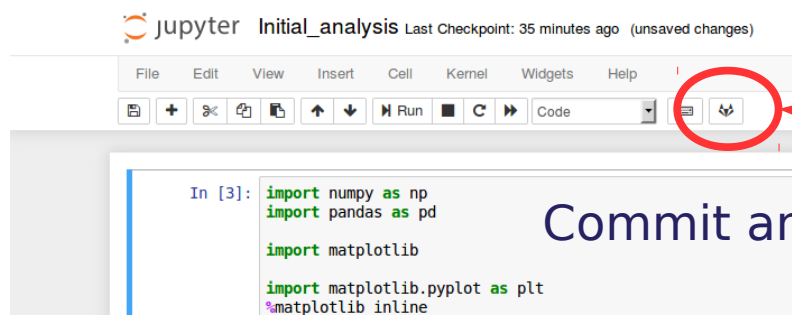 jupyter Initial_analysis Last Checkpoint: 35 minutes ago (unsaved changes)
File Edit View Insert Cell Kernel Widgets Help
Run Code
In [3]: import numpy as np
import pandas as pd
Commit
import matplotlib
import matplotlib.pyplot as plt
%matplotlib inline